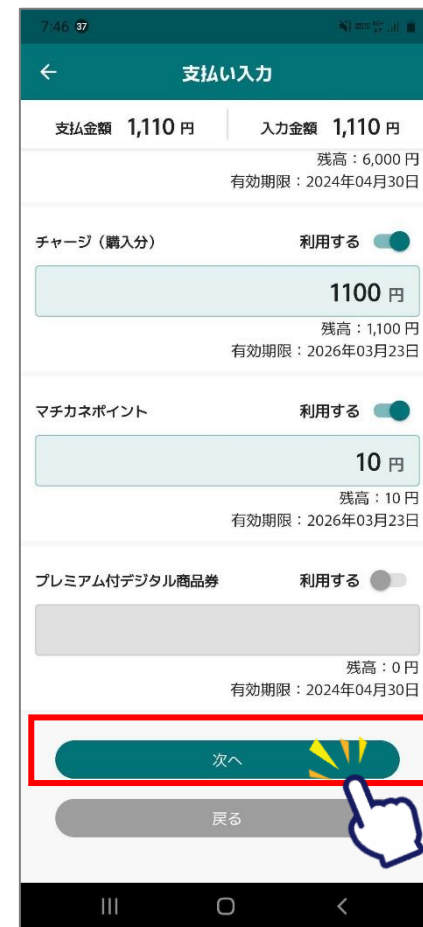 7:46 37
支払い入力
支払金額 1,110 円 入力金額 1,110 円
残高：6,000 円
有効期限：2024年04月30日
チャージ（購入分） 利用する
1100 円
残高：1,100 円
有効期限：2026年03月23日
マチカネポイント 利用する
10 円
残高：10 円
有効期限：2026年03月23日
プレミアム付デジタル商品券 利用する
残高：0 円
有効期限：2024年04月30日
次へ
戻る